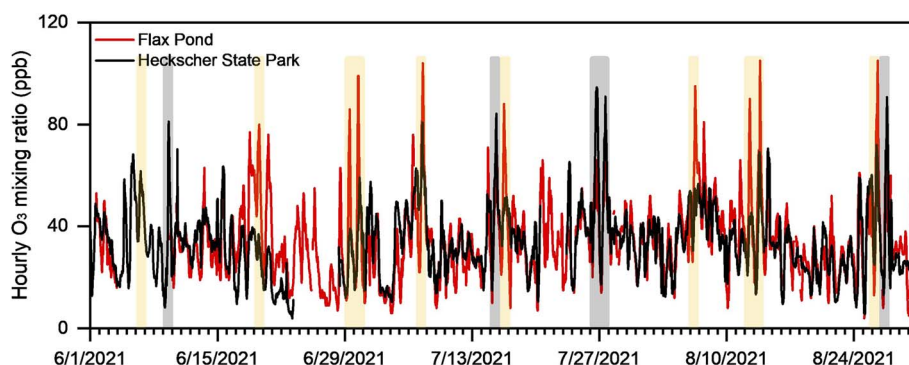 Hourly O₃ mixing ratio (ppb)
120
80
40
0
Flax Pond
Heckscher State Park
6/1/2021 6/15/2021 6/29/2021 7/13/2021 7/27/2021 8/10/2021 8/24/2021